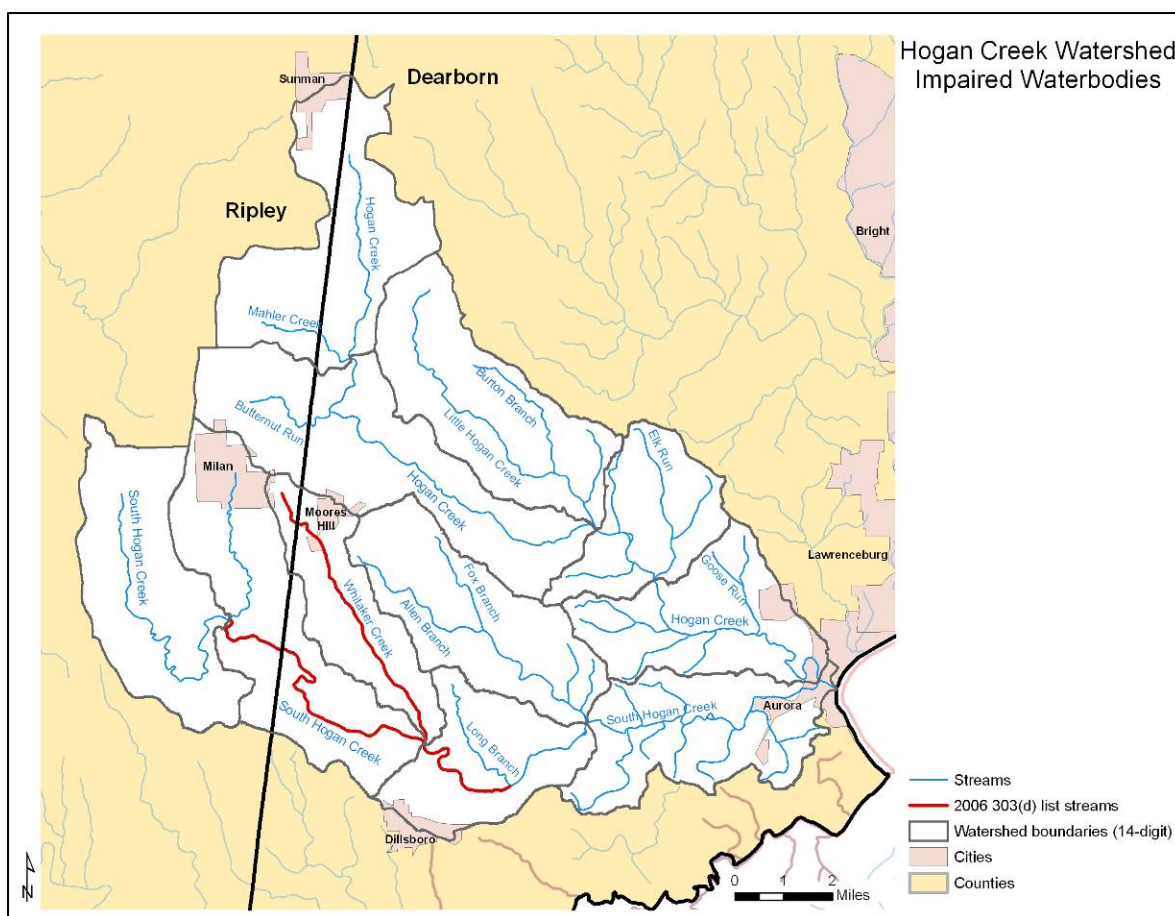 Hogan Creek Watershed
Impaired Waterbodies
Sunman
Dearborn
Ripley
Hogan Creek
Bright
Mahler Creek
Burton Branch
Butternut Run
Little Hogan Creek
Elk Run
Milan
Hogan Creek
Moores
Hill
South Hogan Creek
Fox Branch
Goose Run
Lawrenceburg
Whitaker Creek
Allen Branch
Hogan Creek
South Hogan Creek
Long Branch
South Hogan Creek
Aurora
Dillsboro
Streams
2006 303(d) list streams
Watershed boundaries (14-digit)
Cities
Counties
0 1 2
Miles
N